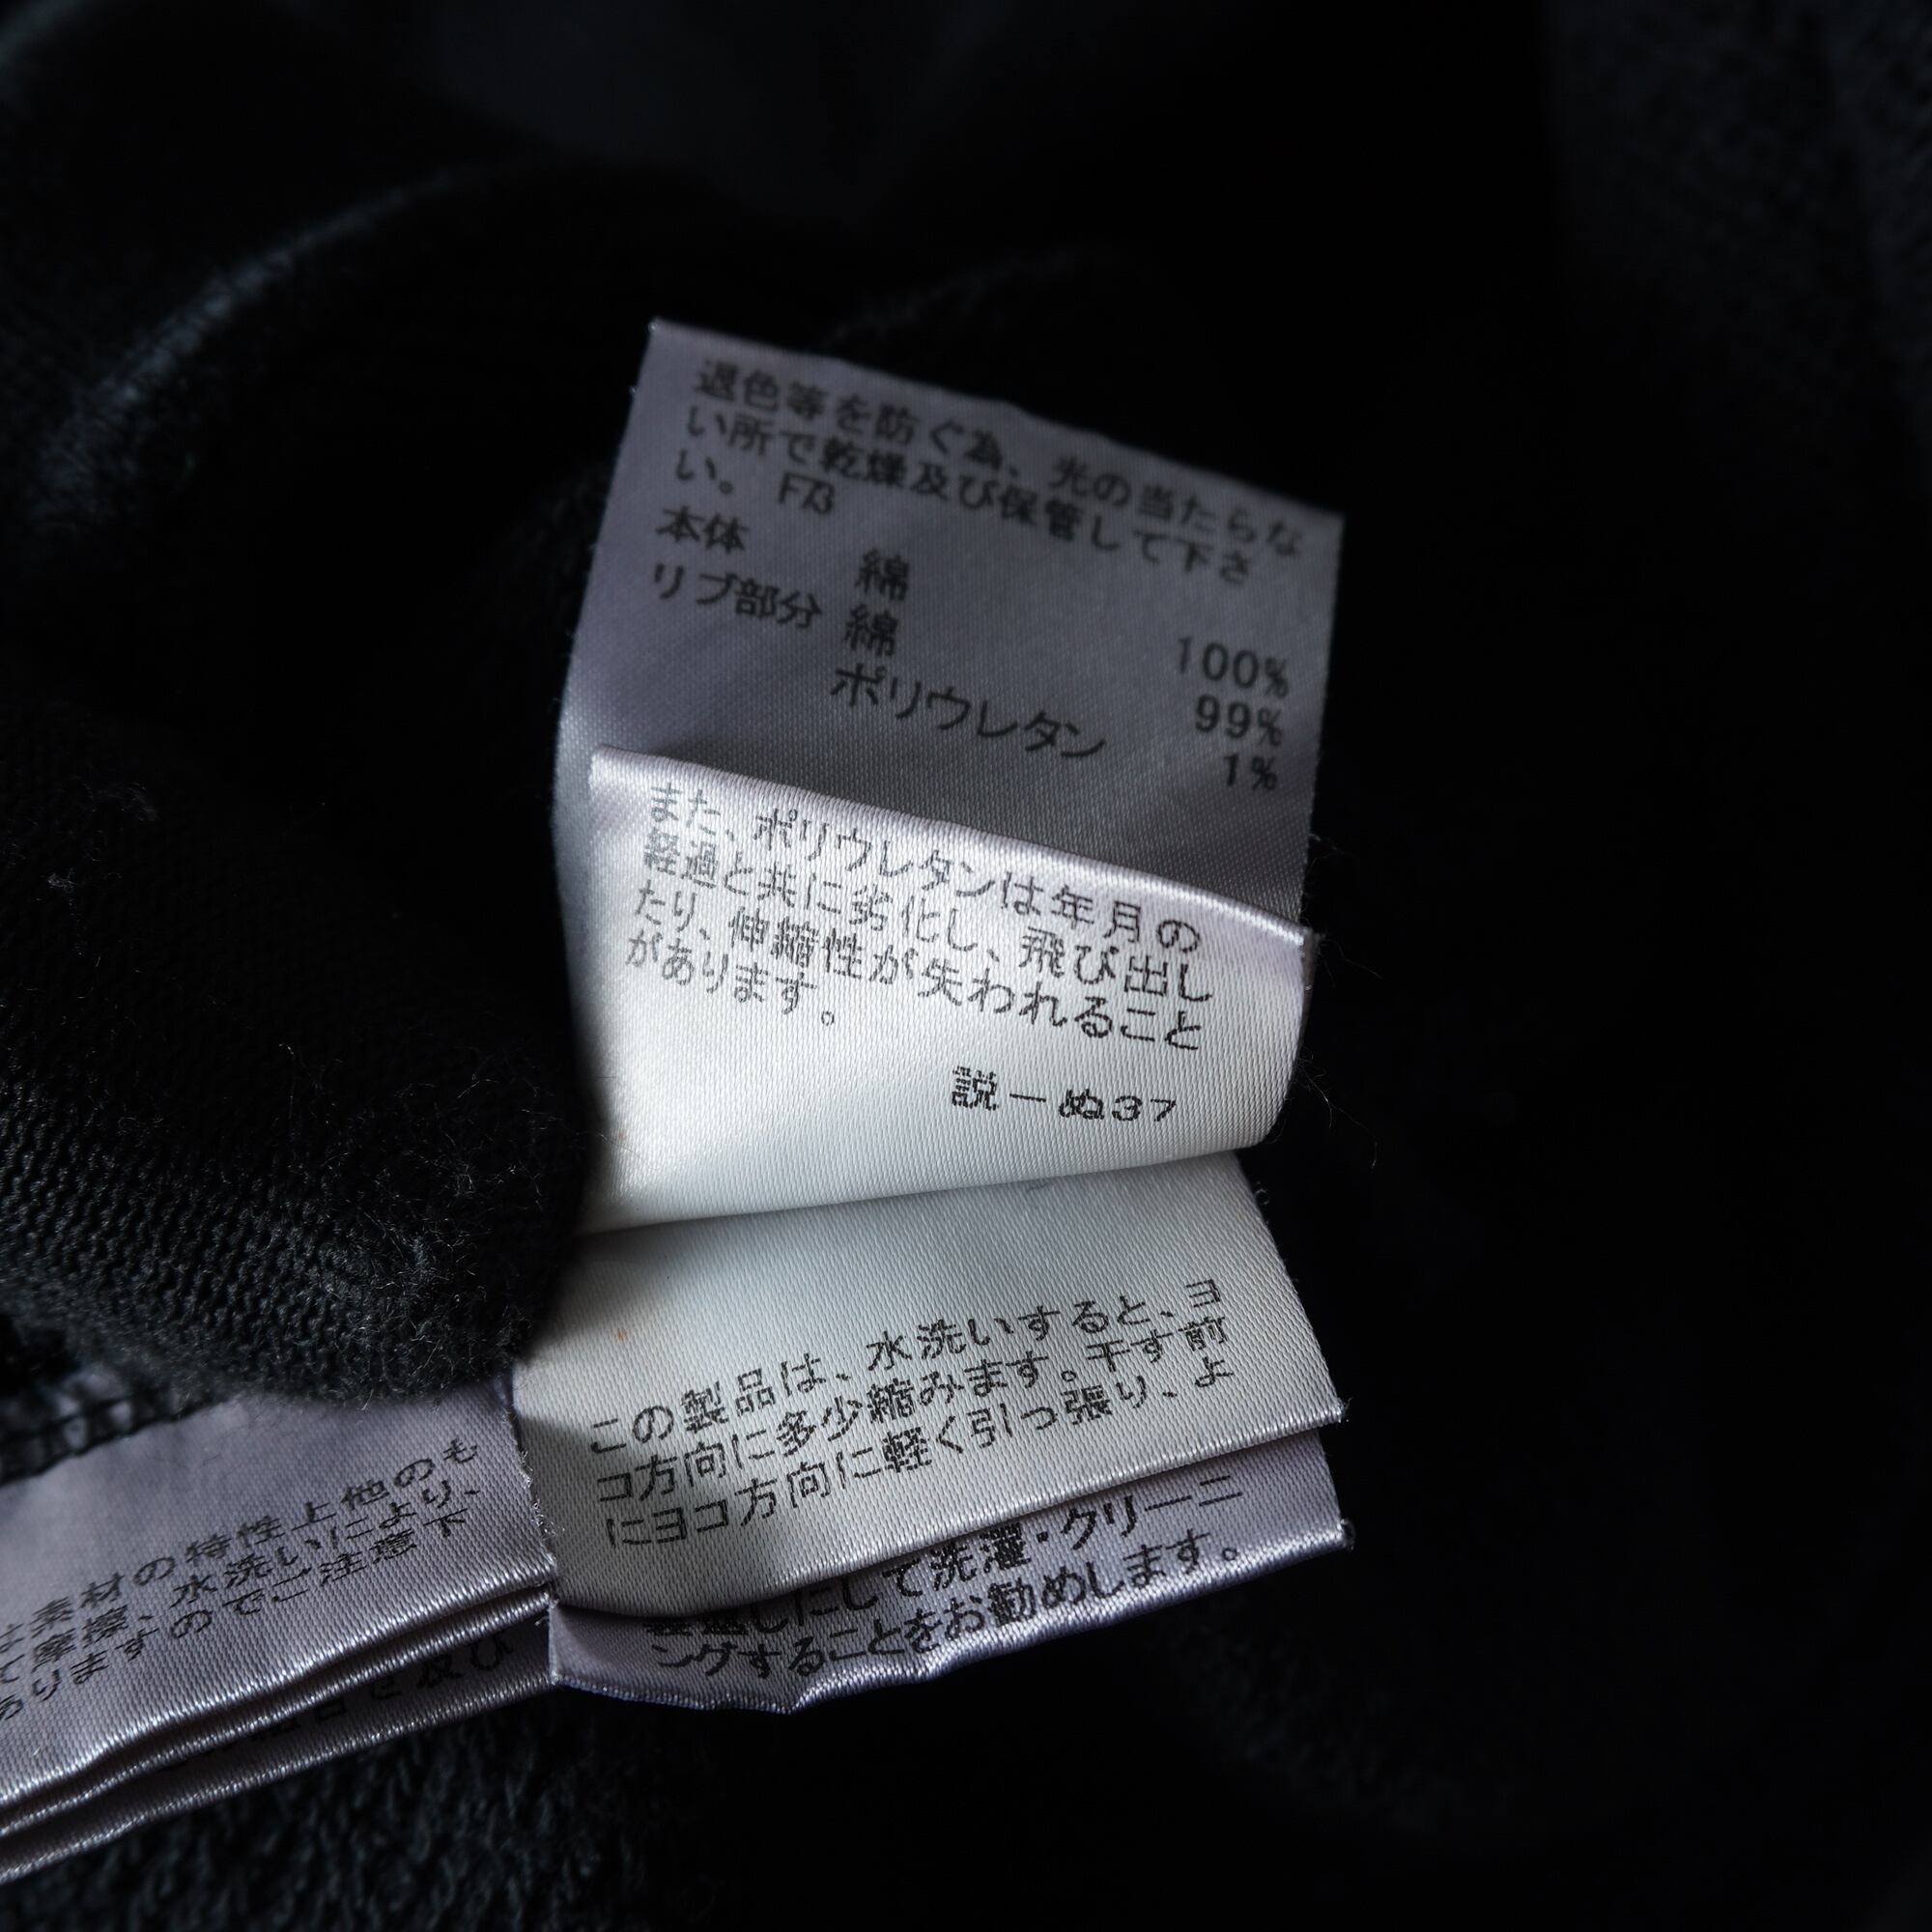 退色等を防ぐ為、光の当たらな
い所で乾燥及び保管して下さ
い。 F73
本体 綿 100%
リブ部分 綿 99%
ポリウレタン 1%
また、ポリウレタンは年月の
経過と共に劣化し、飛び出し
たり、伸縮性が失われること
があります。
説ーぬ37
この製品は、水洗いすると、ヨ
コ方向に多少縮みます。干す前
にヨコ方向に軽く引っ張り、よ
洗濯・クリーニ
裏返しにして
ングすることをお勧めします。
素材の特性上他のも
て摩擦、水洗いにより、
ありますのでご注意下
及び